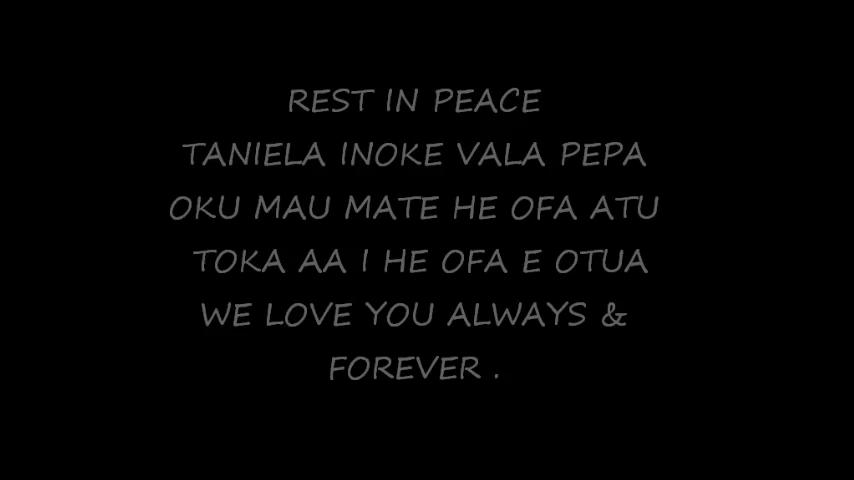 REST IN PEACE
TANIELA INOKE VALA PEPA
OKU MAU MATE HE OFA ATU
TOKA AA I HE OFA E OTUA
WE LOVE YOU ALWAYS &
FOREVER .